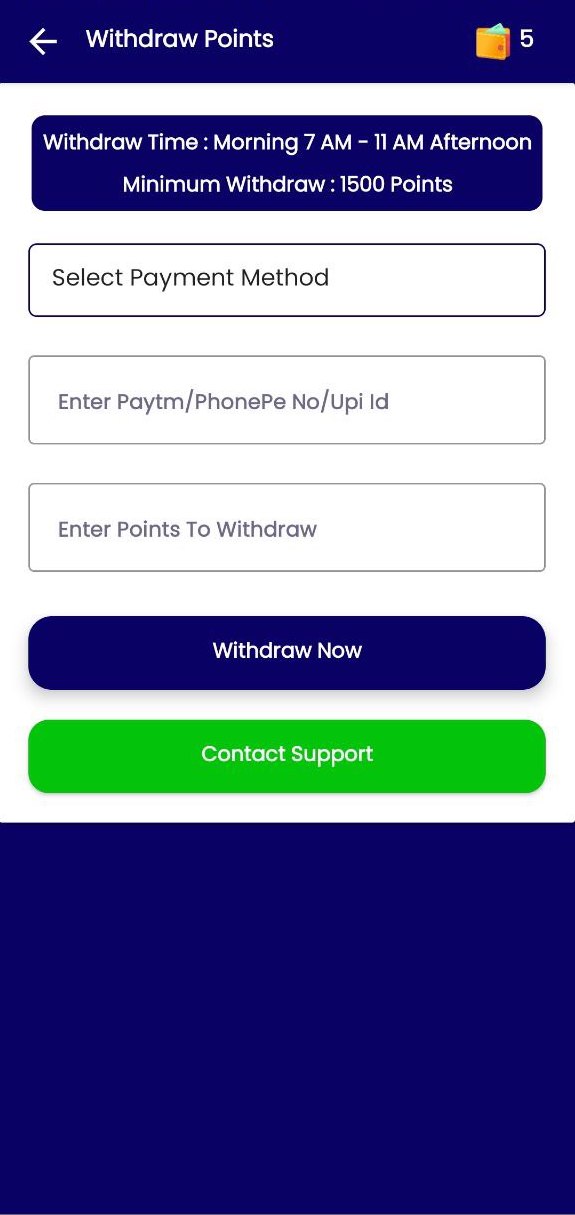 Withdraw Points
5
Withdraw Time : Morning 7 AM - 11 AM Afternoon
Minimum Withdraw : 1500 Points
Select Payment Method
Enter Paytm/PhonePe No/Upi Id
Enter Points To Withdraw
Withdraw Now
Contact Support